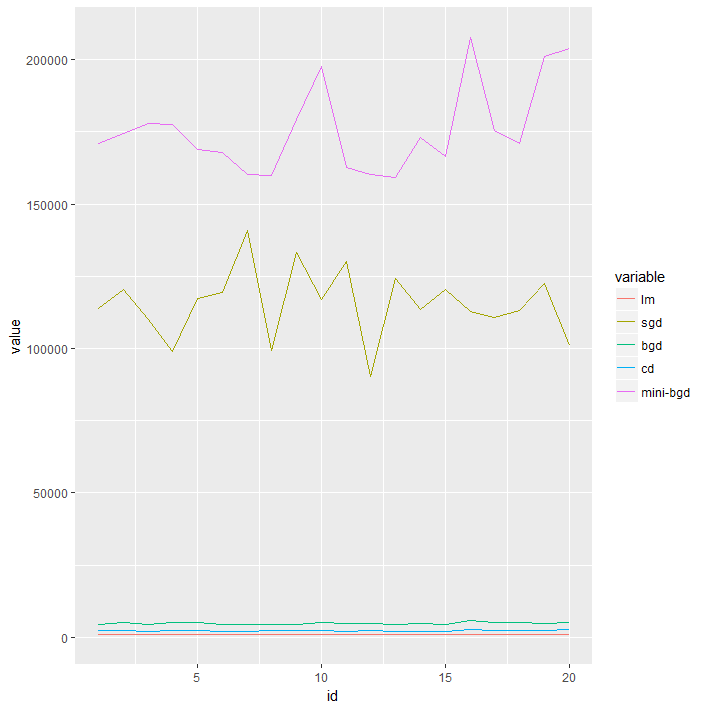 200000
150000
100000
50000
0
value
5
10
15
20
id
variable
lm
sgd
bgd
cd
mini-bgd